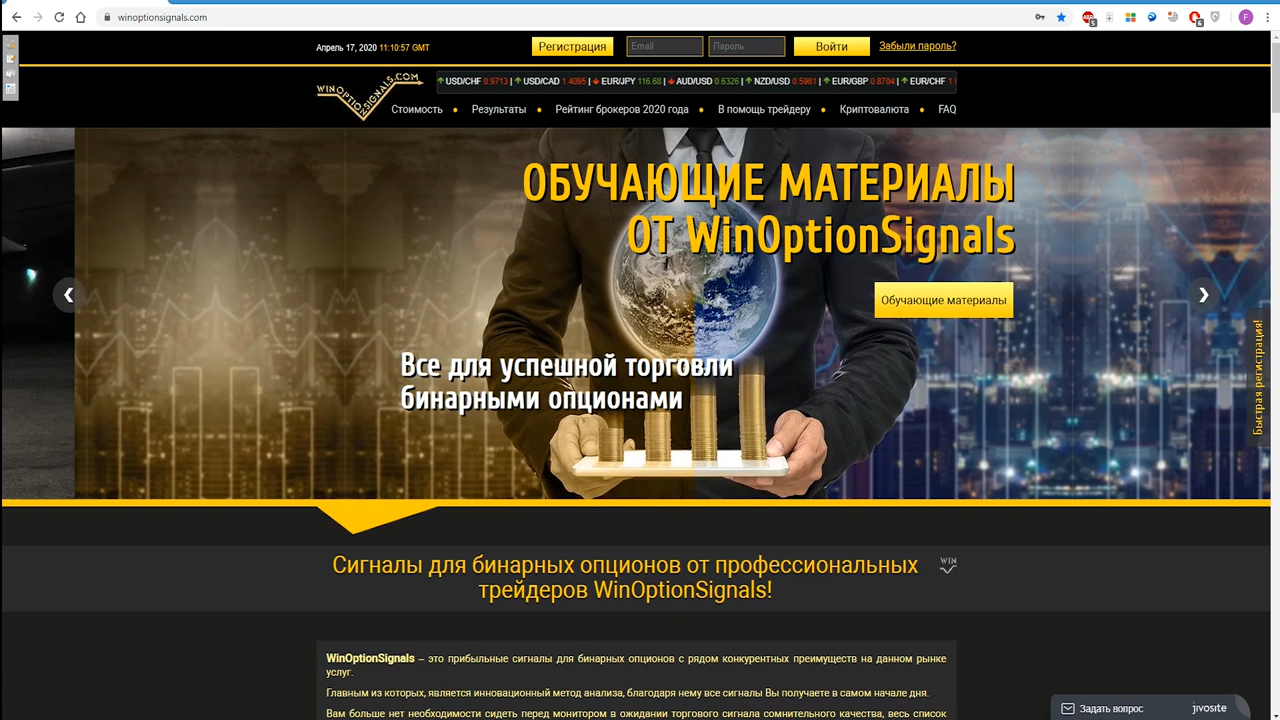 winoptionsignals.com
Апрель 17, 2020 11:10:57 GMT
Регистрация
Email
Пароль
Войти
Забыли пароль?
WINOPTIONSIGNALS.COM
USD/CHF 0.9713 | USD/CAD 1.4095 | EUR/JPY 116.68 | AUD/USD 0.6326 | NZD/USD 0.5981 | EUR/GBP 0.8704 | EUR/CHF
Стоимость • Результаты • Рейтинг брокеров 2020 года • В помощь трейдеру • Криптовалюта • FAQ
ОБУЧАЮЩИЕ МАТЕРИАЛЫ
ОТ WinOptionSignals
Обучающие материалы
Все для успешной торговли
бинарными опционами
Быстрая регистрация!
Сигналы для бинарных опционов от профессиональных
трейдеров WinOptionSignals!
WIN
WinOptionSignals – это прибыльные сигналы для бинарных опционов с рядом конкурентных преимуществ на данном рынке
услуг.
Главным из которых, является инновационный метод анализа, благодаря нему все сигналы Вы получаете в самом начале дня.
Вам больше нет необходимости сидеть перед монитором в ожидании торгового сигнала сомнительного качества, весь список
Задать вопрос
jivosite